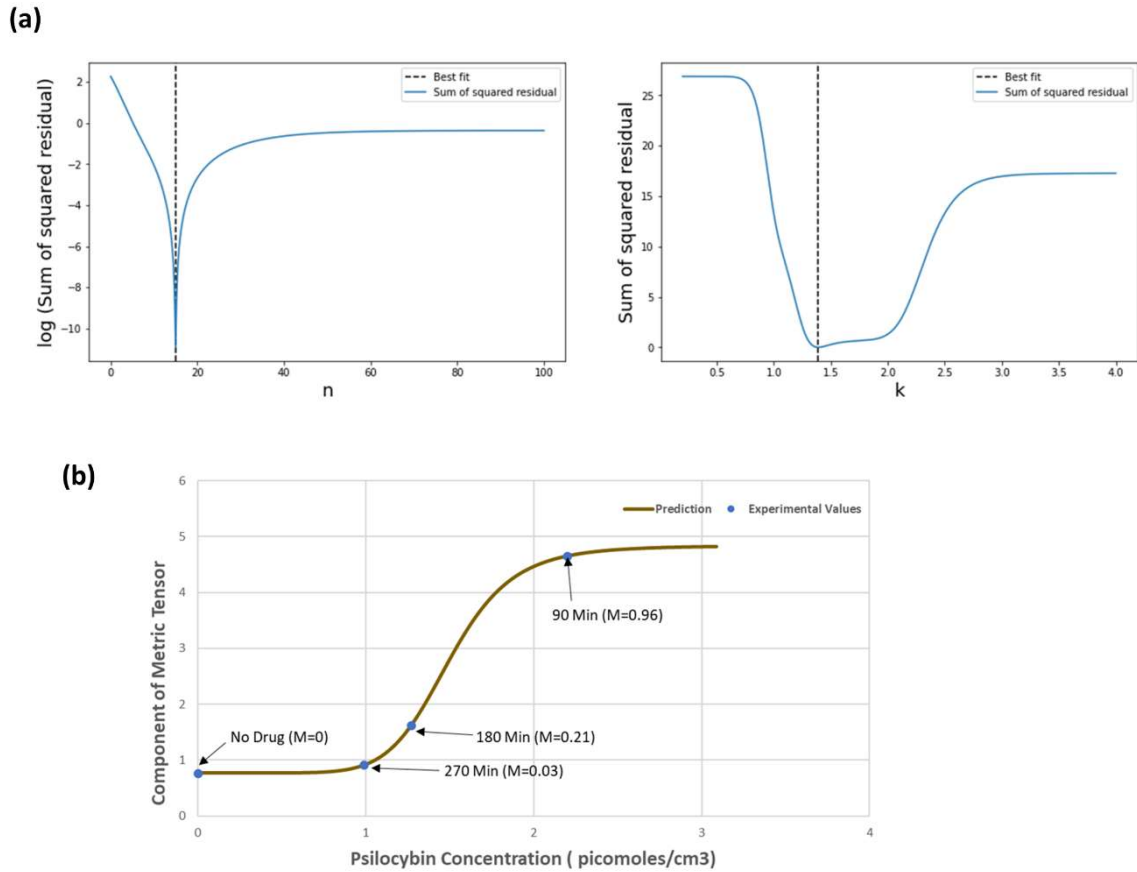 (a)
Best fit
Sum of squared residual
log (Sum of squared residual)
2
0
−2
−4
−6
−8
−10
0
20
40
60
80
100
n
Best fit
Sum of squared residual
Sum of squared residual
25
20
15
10
5
0
0.5
1.0
1.5
2.0
2.5
3.0
3.5
4.0
k
(b)
Prediction
Experimental Values
Component of Metric Tensor
6
5
4
3
2
1
0
90 Min (M=0.96)
No Drug (M=0)
180 Min (M=0.21)
270 Min (M=0.03)
0
1
2
3
4
Psilocybin Concentration ( picomoles/cm3)